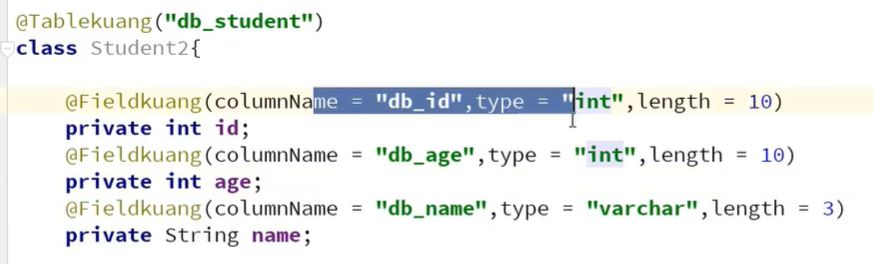 @Tablekuang("db_student")
class Student2{
@Fieldkuang(columnName = "db_id",type = "int",length = 10)
private int id;
@Fieldkuang(columnName = "db_age",type = "int",length = 10)
private int age;
@Fieldkuang(columnName = "db_name",type = "varchar",length = 3)
private String name;